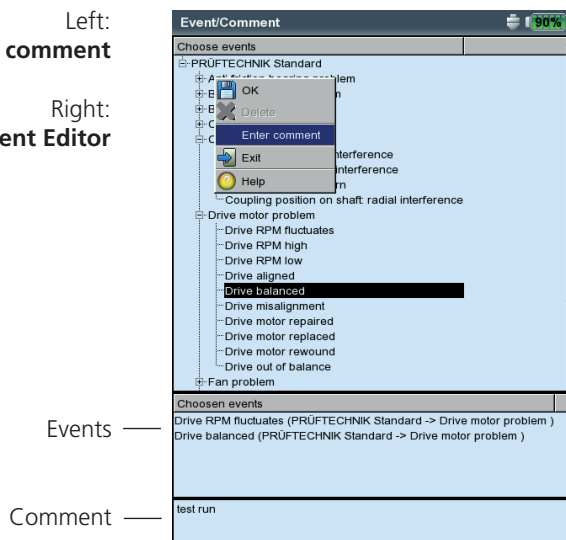 Left:
comment
Right:
ent Editor
Event/Comment 90%
Choose events
PRÜFTECHNIK Standard
Anti friction bearing problem
OK
Delete
Enter comment
Exit
Help
nterference
interference
rn
Coupling position on shaft: radial interference
Drive motor problem
Drive RPM fluctuates
Drive RPM high
Drive RPM low
Drive aligned
Drive balanced
Drive misalignment
Drive motor repaired
Drive motor replaced
Drive motor rewound
Drive out of balance
Fan problem
Choosen events
Events
Drive RPM fluctuates (PRÜFTECHNIK Standard -> Drive motor problem )
Drive balanced (PRÜFTECHNIK Standard -> Drive motor problem )
Comment
test run